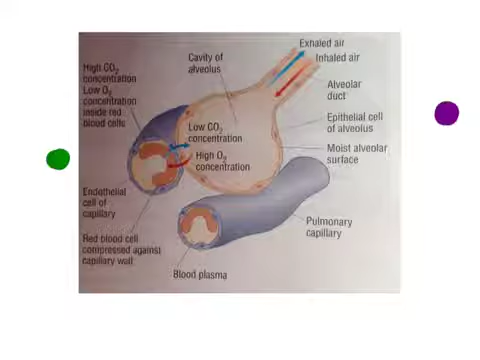 Exhaled air
Inhaled air
Cavity of
alveolus
High CO2
concentration
Low O2
concentration
inside red
blood cells
Alveolar
duct
Epithelial cell
of alveolus
Low CO2
concentration
Moist alveolar
surface
High O2
concentration
Endothelial
cell of
capillary
Pulmonary
capillary
Red blood cell
compressed against
capillary wall
Blood plasma